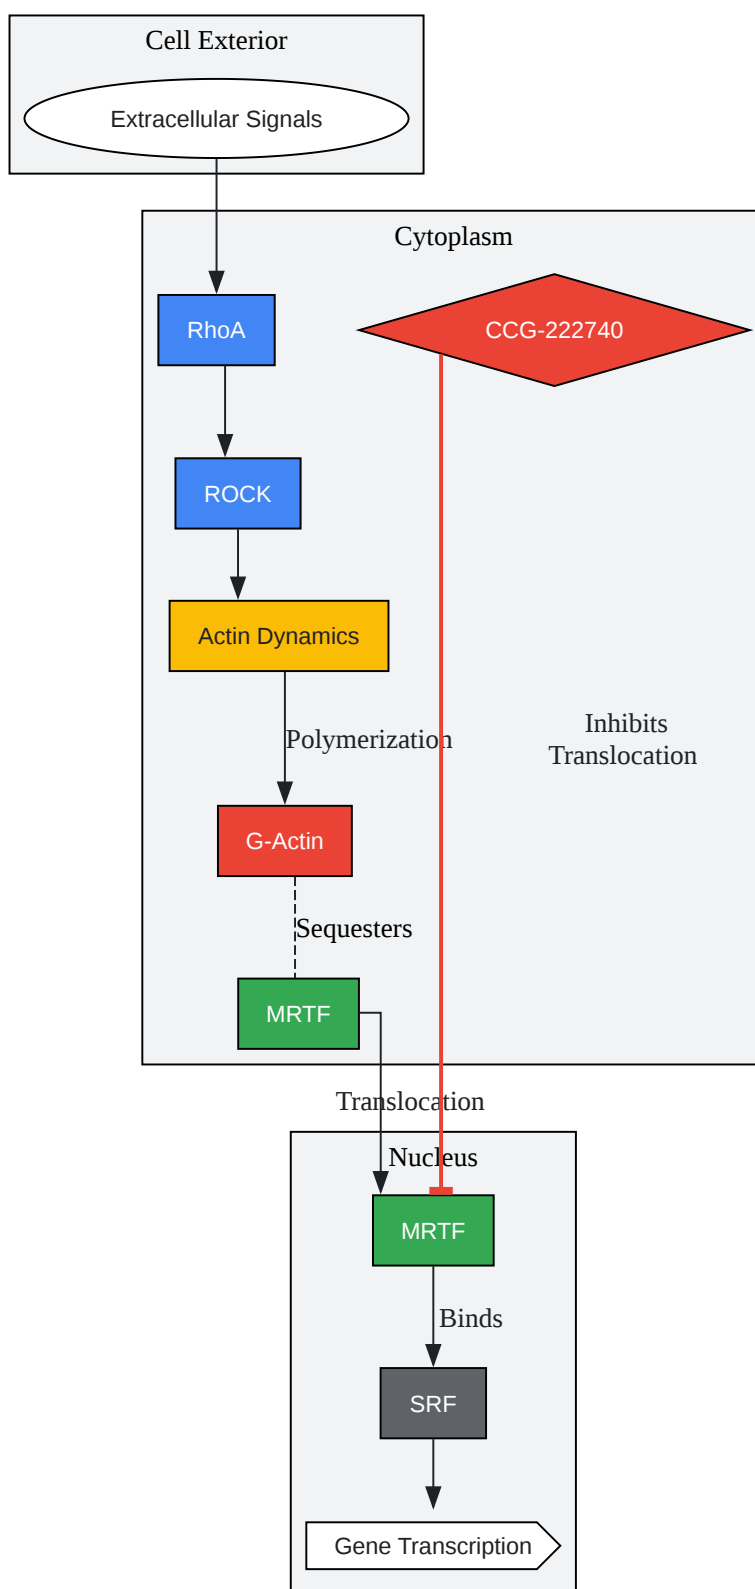 Cell Exterior
Extracellular Signals
Cytoplasm
RhoA
CCG-222740
ROCK
Actin Dynamics
Polymerization
Inhibits
Translocation
G-Actin
Sequesters
MRTF
Translocation
Nucleus
MRTF
Binds
SRF
Gene Transcription